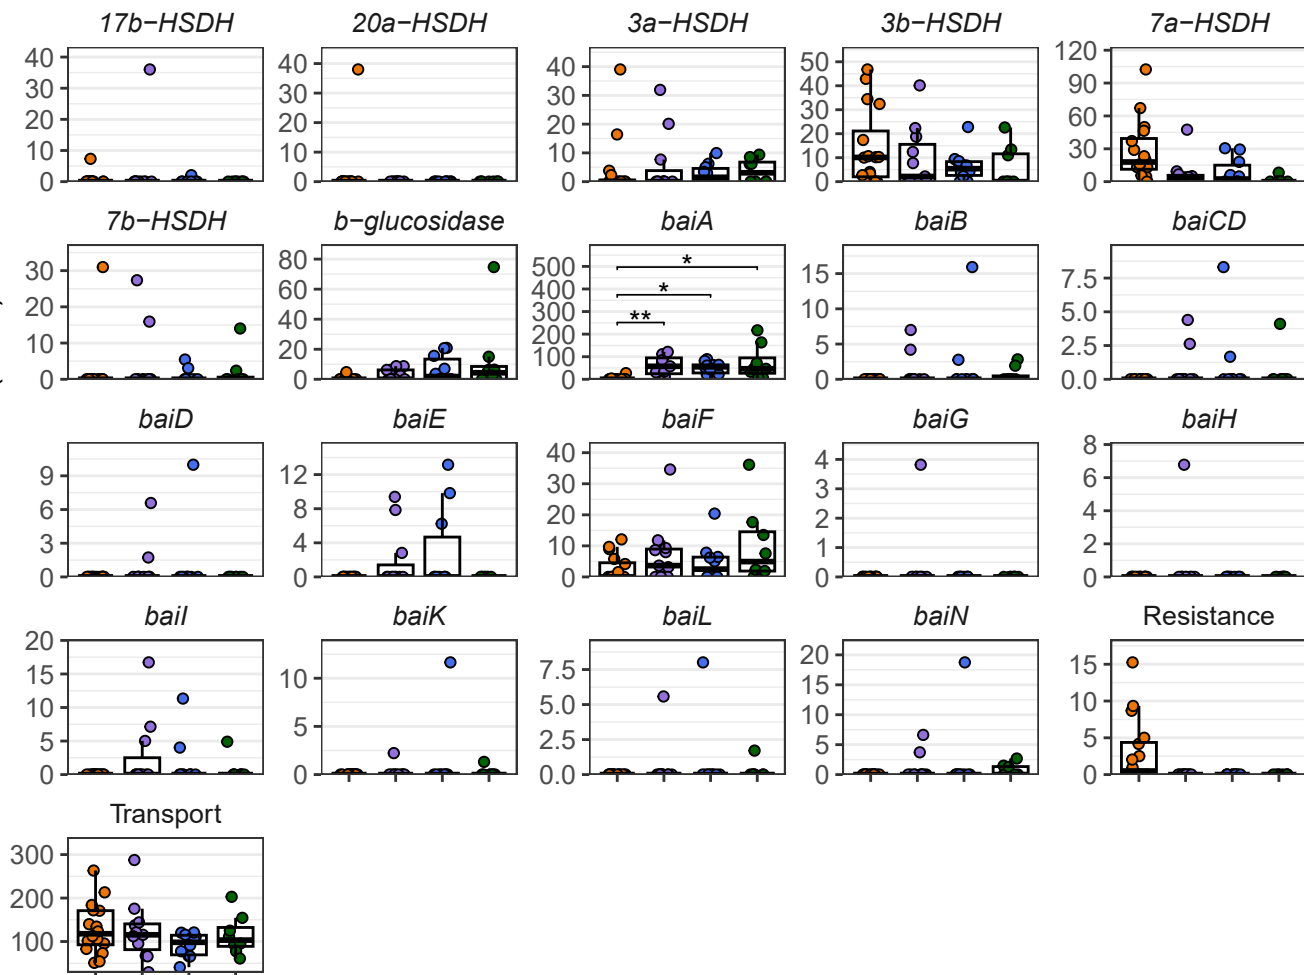 17b−HSDH 20a−HSDH 3a−HSDH 3b−HSDH 7a−HSDH
40 30 20 10 0
40 30 20 10 0
40 30 20 10 0
50 40 30 20 10 0
120 90 60 30 0
7b−HSDH b−glucosidase baiA baiB baiCD
30 20 10 0
80 60 40 20 0
500 400 300 200 100 0
* * **
15 10 5 0
7.5 5.0 2.5 0.0
baiD baiE baiF baiG baiH
9 6 3 0
12 8 4 0
40 30 20 10 0
4 3 2 1 0
8 6 4 2 0
baiI baiK baiL baiN Resistance
20 15 10 5 0
10 5 0
7.5 5.0 2.5 0.0
20 15 10 5 0
15 10 5 0
Transport
300 200 100